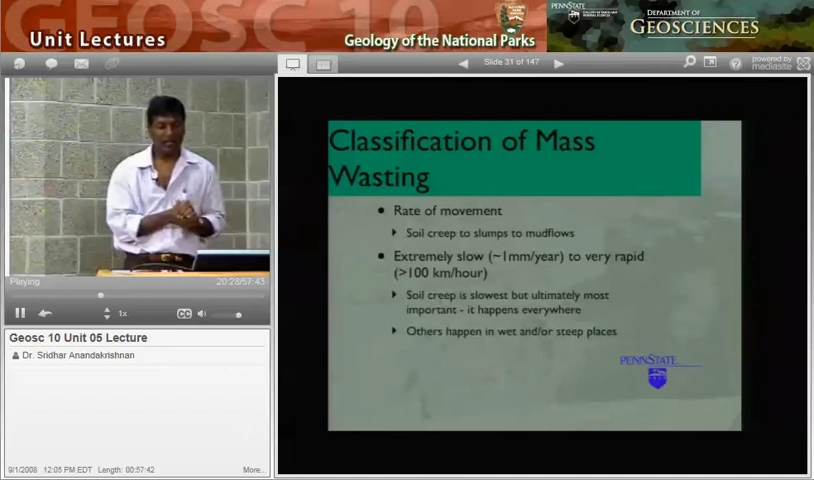 GEOSC 10
Unit Lectures
Geology of the National Parks
PENNSTATE
DEPARTMENT OF
GEOSCIENCES
Slide 31 of 147
powered by
mediasite
Classification of Mass
Wasting
• Rate of movement
Soil creep to slumps to mudflows
• Extremely slow (~1mm/year) to very rapid
(>100 km/hour)
Soil creep is slowest but ultimately most
important - it happens everywhere
Others happen in wet and/or steep places
PENNSTATE
Playing
20:28/57:43
1x
CC
Geosc 10 Unit 05 Lecture
Dr. Sridhar Anandakrishnan
9/1/2008 12:05 PM EDT Length: 00:57:42
More...